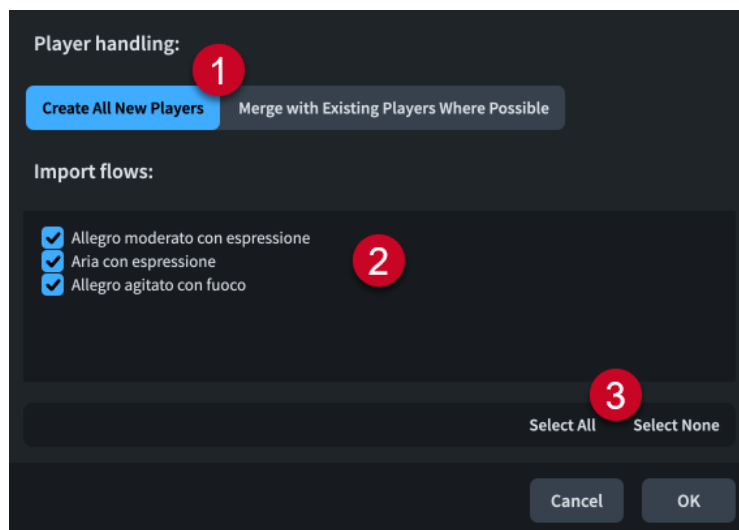 Player handling:
1
Create All New Players Merge with Existing Players Where Possible
Import flows:
Allegro moderato con espressione
Aria con espressione
2
Allegro agitato con fuoco
3
Select All Select None
Cancel OK